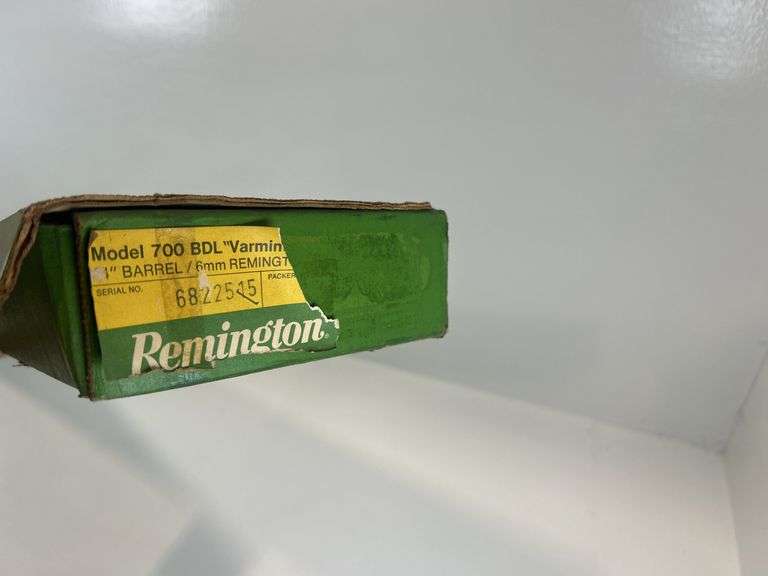 Model 700 BDL "Varmin
" BARREL / 6mm REMINGT
SERIAL NO. PACKER
6822515
Remington